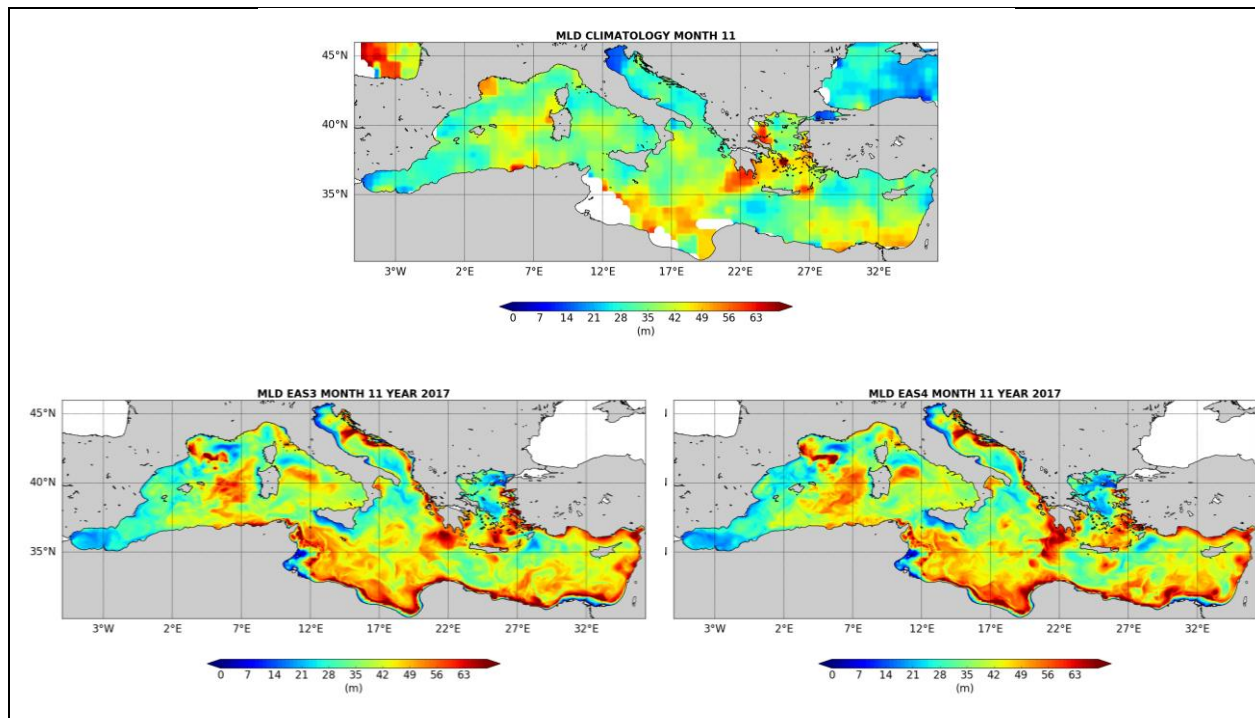 MLD CLIMATOLOGY MONTH 11
45°N
40°N
35°N
3°W 2°E 7°E 12°E 17°E 22°E 27°E 32°E
0 7 14 21 28 35 42 49 56 63
(m)
MLD EAS3 MONTH 11 YEAR 2017
45°N
40°N
35°N
3°W 2°E 7°E 12°E 17°E 22°E 27°E 32°E
0 7 14 21 28 35 42 49 56 63
(m)
MLD EAS4 MONTH 11 YEAR 2017
3°W 2°E 7°E 12°E 17°E 22°E 27°E 32°E
0 7 14 21 28 35 42 49 56 63
(m)